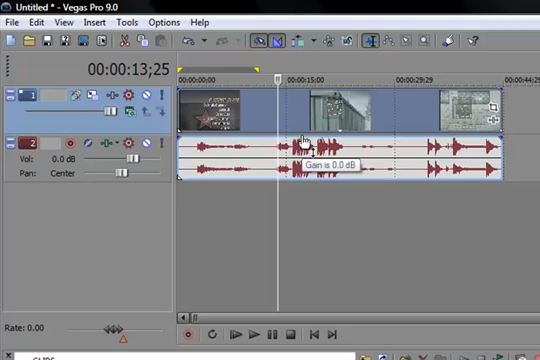 Untitled * - Vegas Pro 9.0
File Edit View Insert Tools Options Help
00:00:13;25
00:00:00;00 00:00:15;00 00:00:29;29 00:00:44;29
1
2
Vol: 0.0 dB
Pan: Center
Gain is 0.0 dB
Rate: 0.00